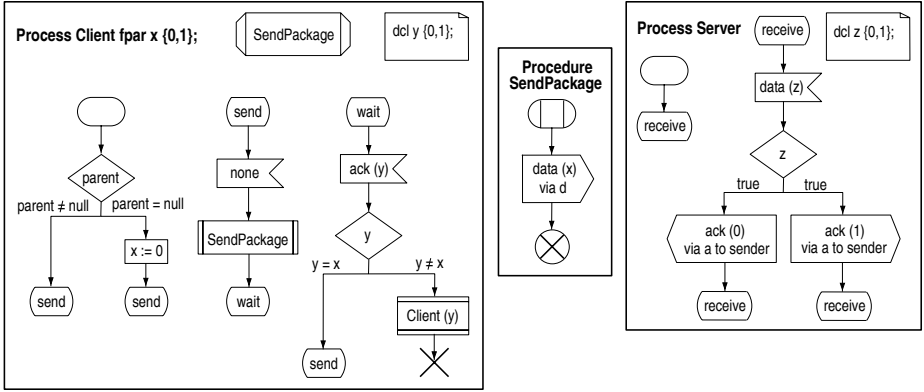 Process Client fpar x {0,1};
SendPackage
dcl y {0,1};
parent
parent ≠ null
parent = null
x := 0
send
send
send
none
SendPackage
wait
wait
ack (y)
y
y = x
y ≠ x
Client (y)
send
Procedure
SendPackage
data (x)
via d
Process Server
receive
dcl z {0,1};
receive
data (z)
z
true
true
ack (0)
via a to sender
ack (1)
via a to sender
receive
receive